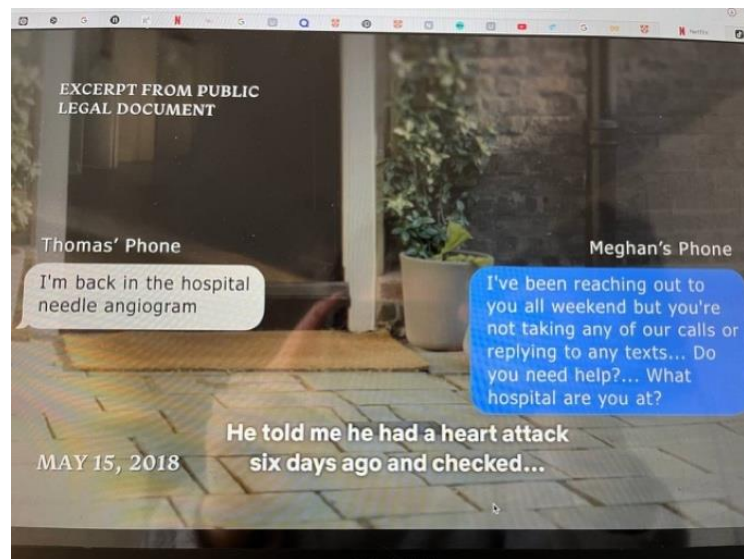 EXCERPT FROM PUBLIC
LEGAL DOCUMENT
Thomas' Phone
I'm back in the hospital
needle angiogram
Meghan's Phone
I've been reaching out to
you all weekend but you're
not taking any of our calls or
replying to any texts... Do
you need help?... What
hospital are you at?
He told me he had a heart attack
six days ago and checked...
MAY 15, 2018